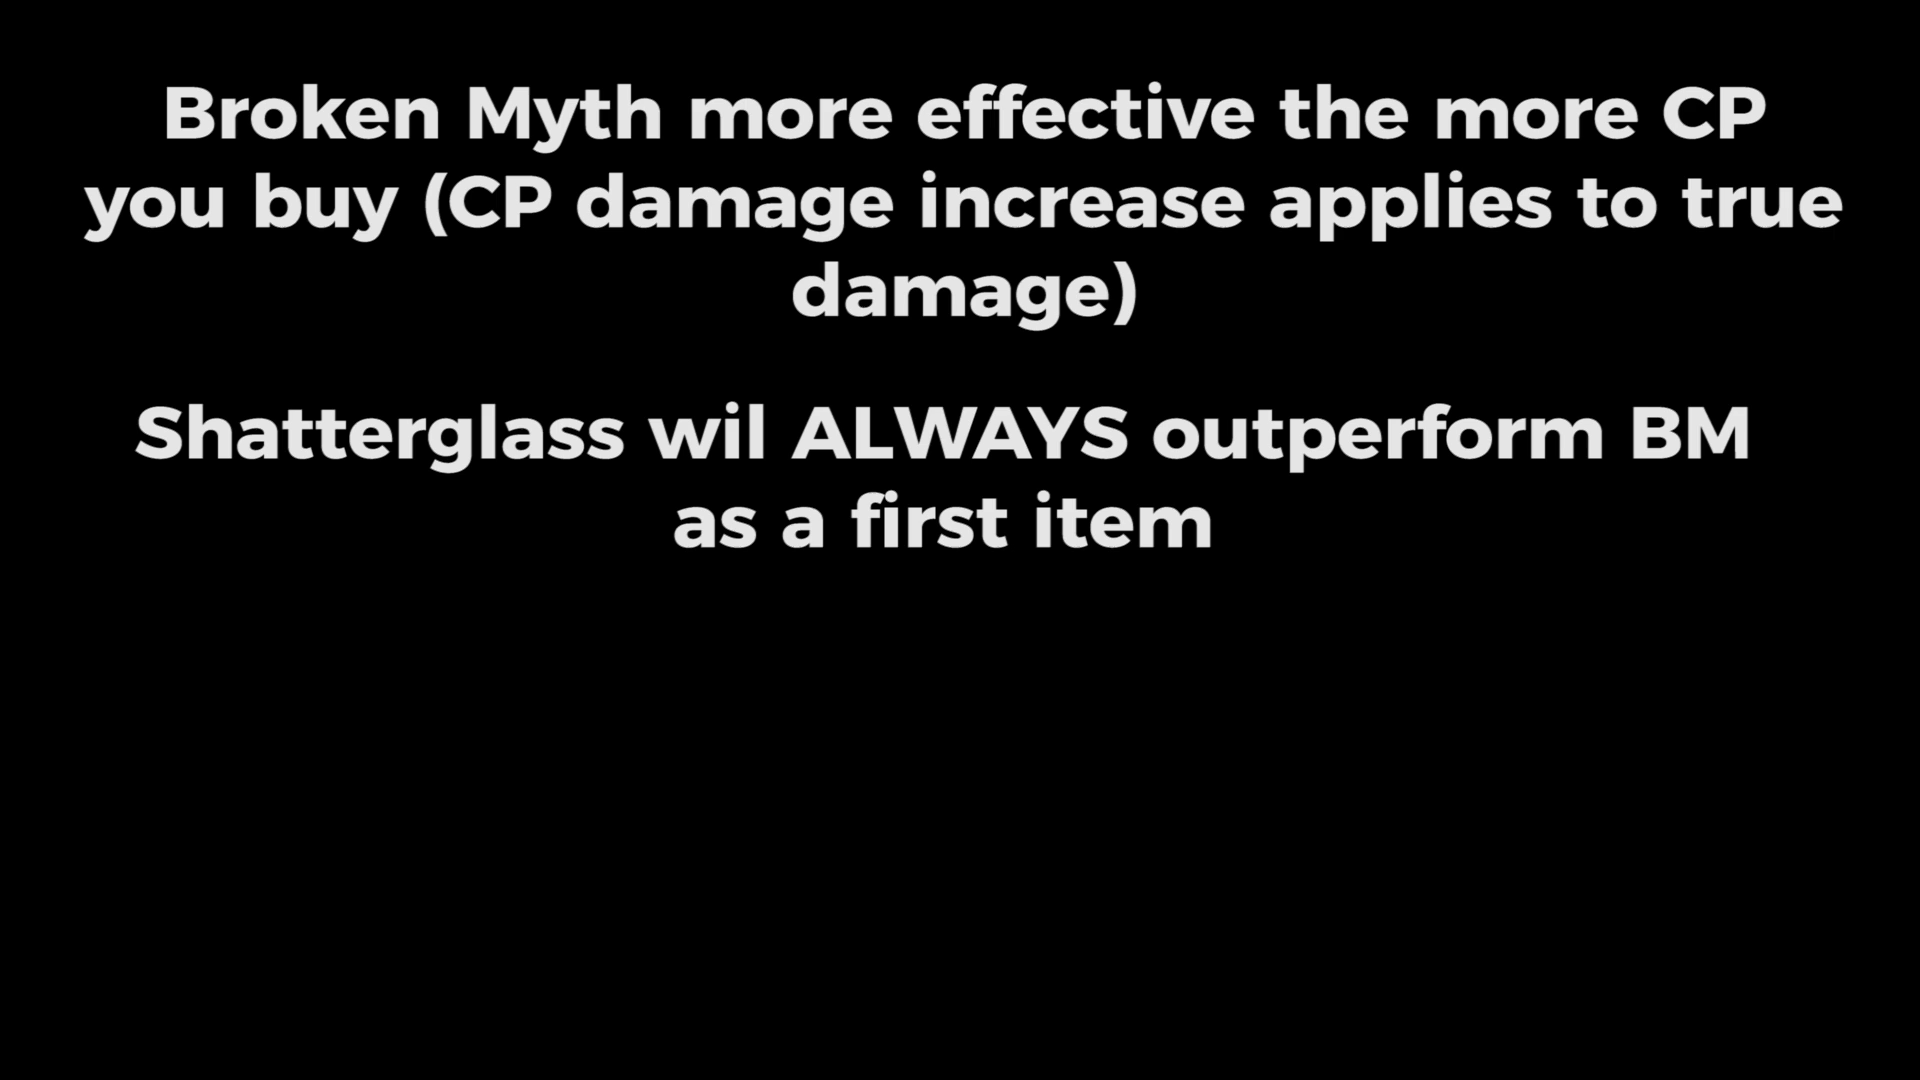 Broken Myth more effective the more CP
you buy (CP damage increase applies to true
damage)
Shatterglass wil ALWAYS outperform BM
as a first item